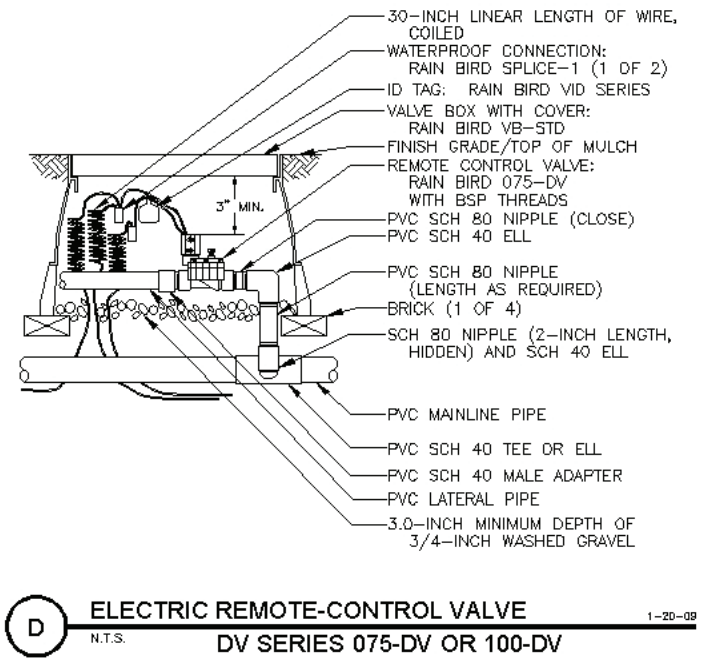 30-INCH LINEAR LENGTH OF WIRE,
COILED
WATERPROOF CONNECTION:
RAIN BIRD SPLICE-1 (1 OF 2)
ID TAG: RAIN BIRD VID SERIES
VALVE BOX WITH COVER:
RAIN BIRD VB-STD
FINISH GRADE/TOP OF MULCH
REMOTE CONTROL VALVE:
RAIN BIRD 075-DV
WITH BSP THREADS
3" MIN.
PVC SCH 80 NIPPLE (CLOSE)
PVC SCH 40 ELL
PVC SCH 80 NIPPLE
(LENGTH AS REQUIRED)
BRICK (1 OF 4)
SCH 80 NIPPLE (2-INCH LENGTH,
HIDDEN) AND SCH 40 ELL
PVC MAINLINE PIPE
PVC SCH 40 TEE OR ELL
PVC SCH 40 MALE ADAPTER
PVC LATERAL PIPE
3.0-INCH MINIMUM DEPTH OF
3/4-INCH WASHED GRAVEL
D
ELECTRIC REMOTE-CONTROL VALVE
1-20-09
N.T.S.
DV SERIES 075-DV OR 100-DV